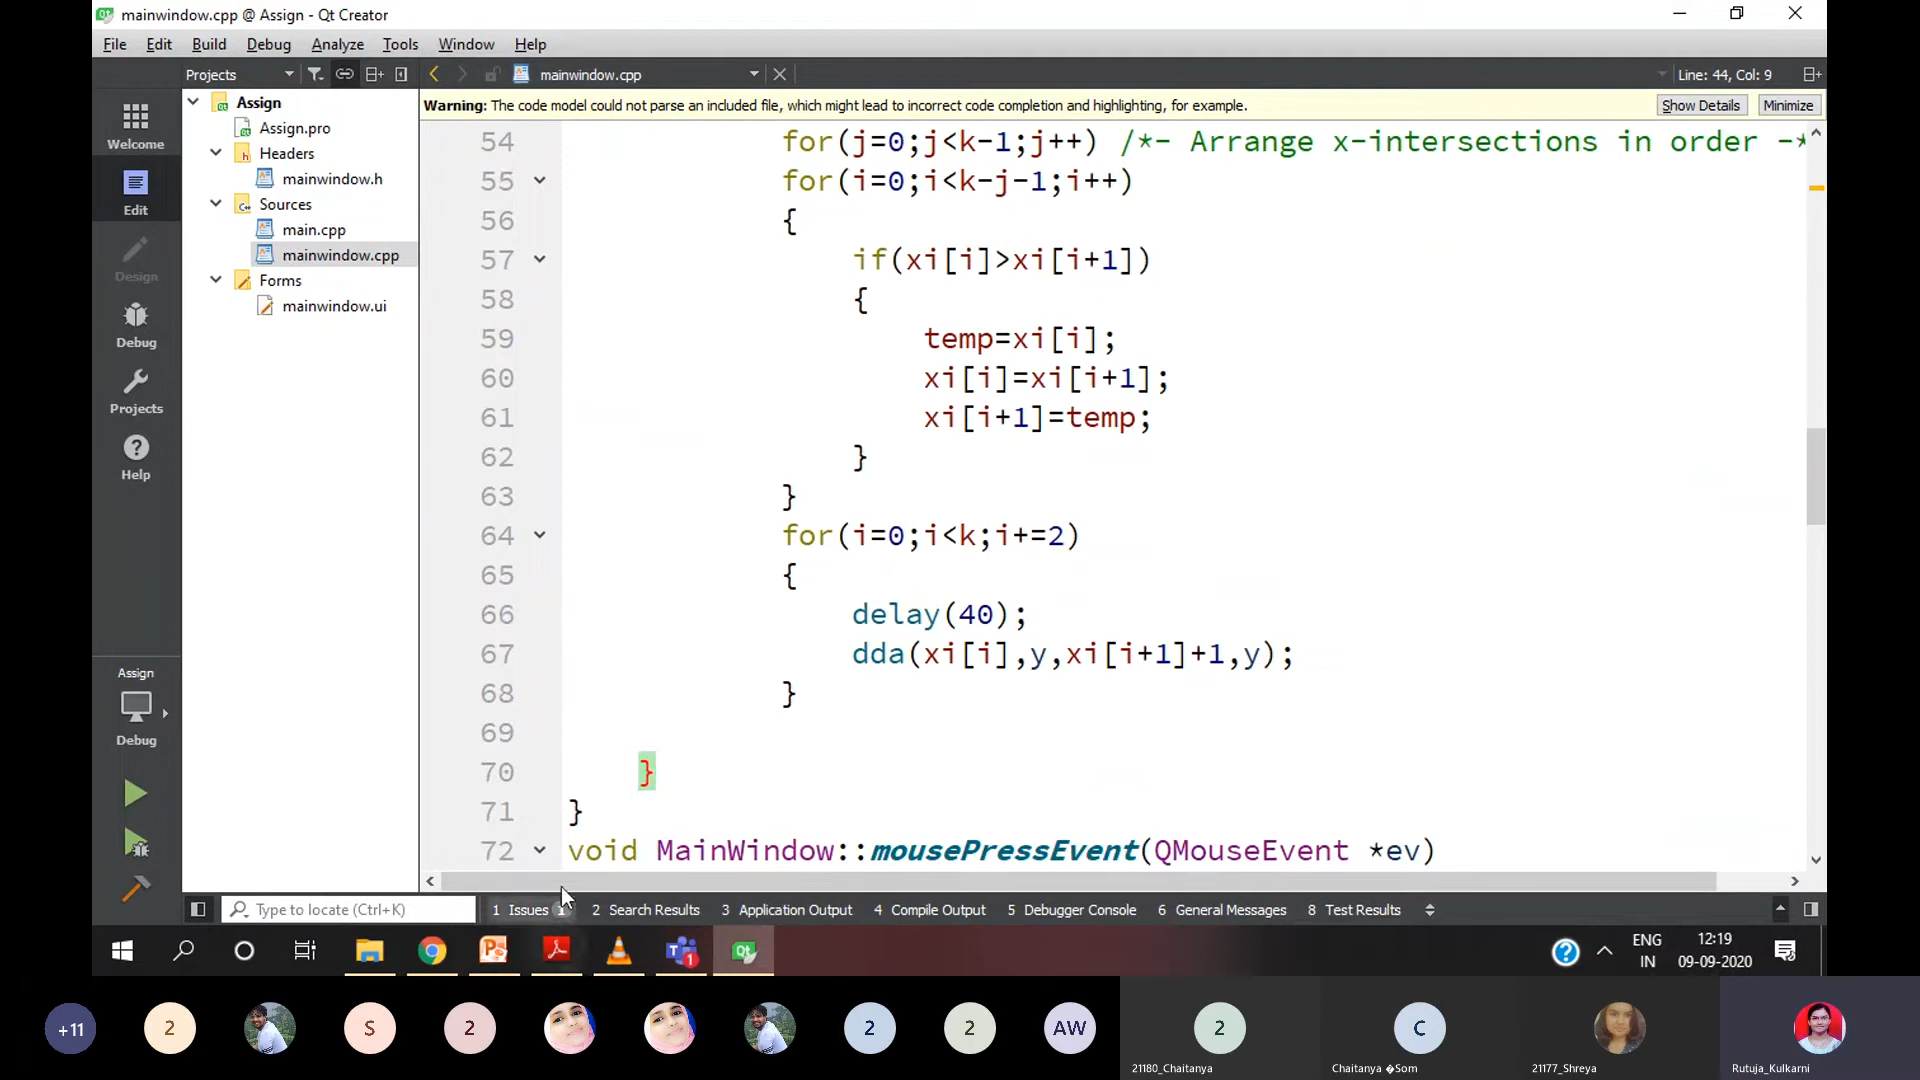 mainwindow.cpp @ Assign - Qt Creator
File Edit Build Debug Analyze Tools Window Help
Projects mainwindow.cpp Line: 44, Col: 9
Warning: The code model could not parse an included file, which might lead to incorrect code completion and highlighting, for example. Show Details Minimize
Welcome
Edit
Design
Debug
Projects
Help
Assign
Debug
Assign
Assign.pro
Headers
mainwindow.h
Sources
main.cpp
mainwindow.cpp
Forms
mainwindow.ui
54 for(j=0;j<k-1;j++) /*- Arrange x-intersections in order -*
55 for(i=0;i<k-j-1;i++)
56 {
57 if(xi[i]>xi[i+1])
58 {
59 temp=xi[i];
60 xi[i]=xi[i+1];
61 xi[i+1]=temp;
62 }
63 }
64 for(i=0;i<k;i+=2)
65 {
66 delay(40);
67 dda(xi[i],y,xi[i+1]+1,y);
68 }
69
70 }
71 }
72 void MainWindow::mousePressEvent(QMouseEvent *ev)
Type to locate (Ctrl+K) 1 Issues 1 2 Search Results 3 Application Output 4 Compile Output 5 Debugger Console 6 General Messages 8 Test Results
ENG
IN
12:19
09-09-2020
+11 2 S 2 2 2 AW 2 C
21180_Chaitanya Chaitanya �Som 21177_Shreya Rutuja_Kulkarni